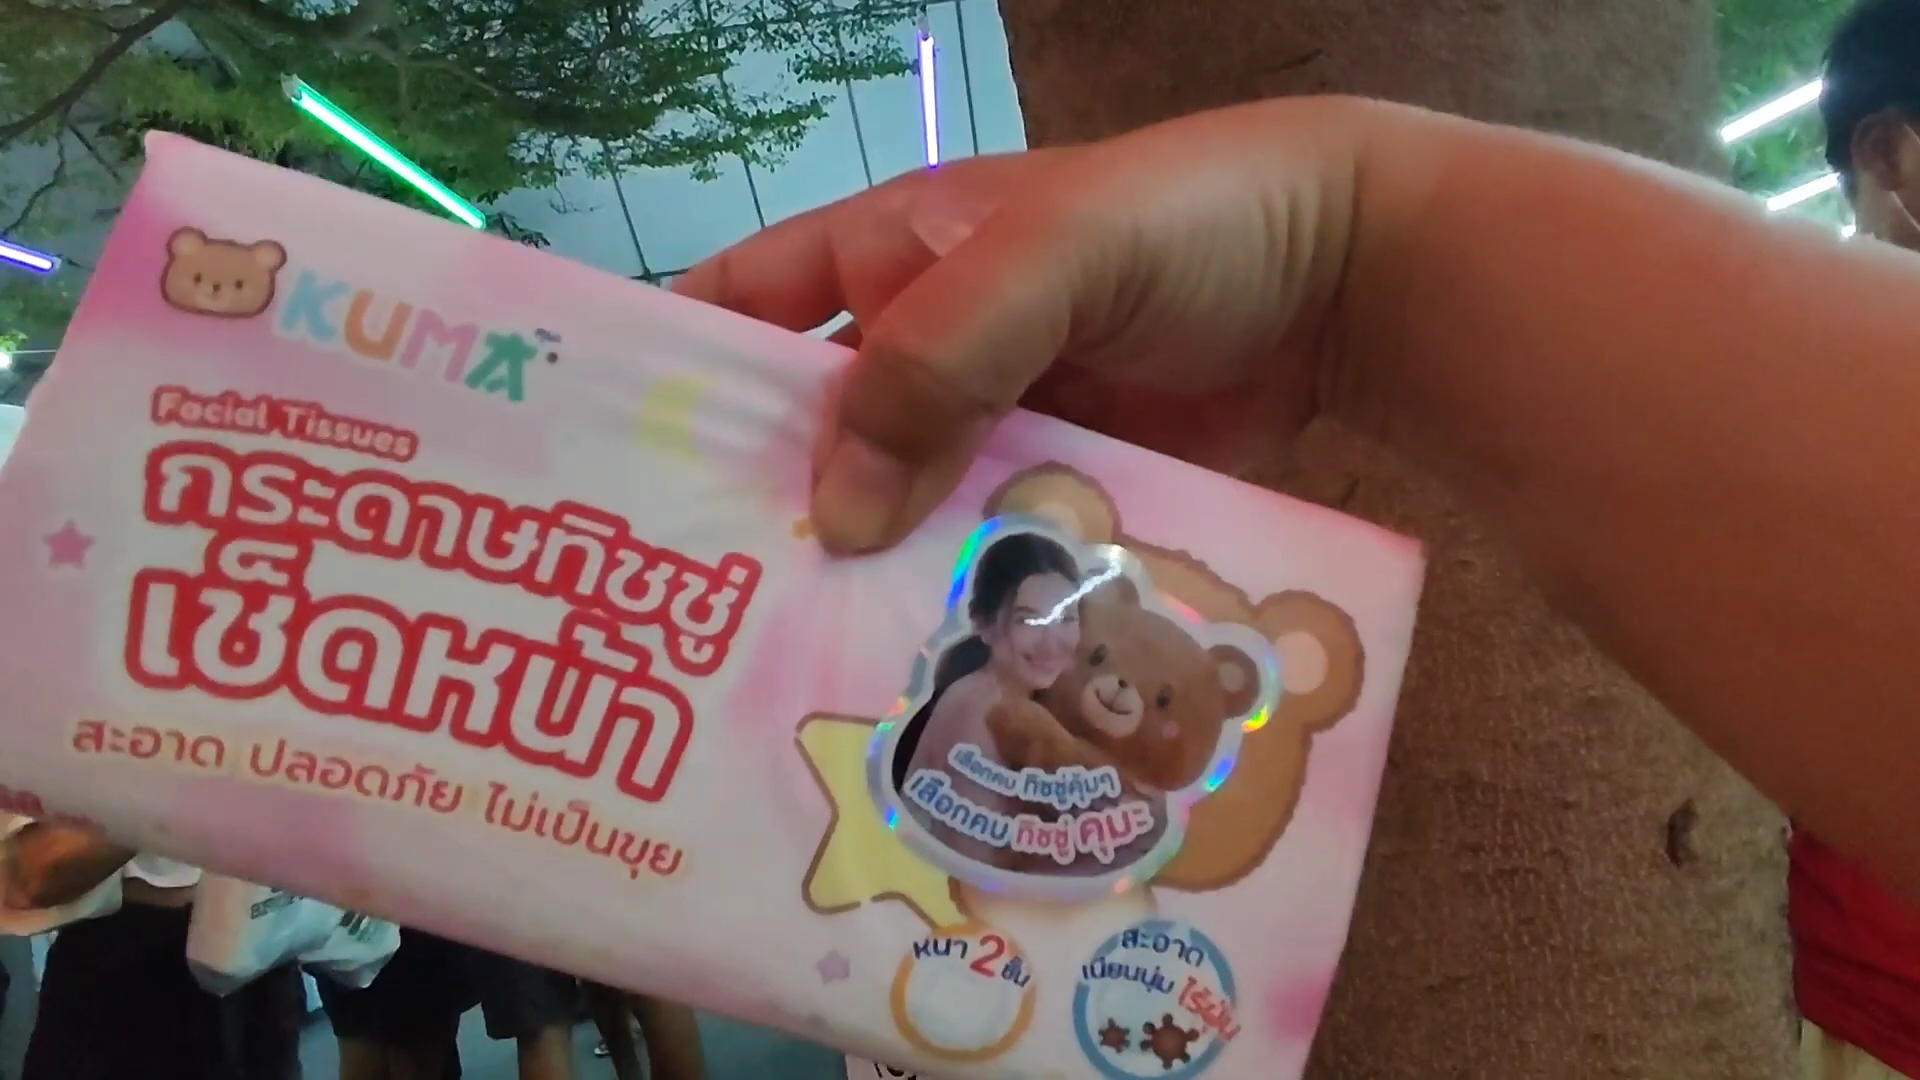 KUMA
Facial Tissues
กระดาษทิชชู่
เช็ดหน้า
สะอาด ปลอดภัย ไม่เป็นขุย
เลือกคบ ทิชชู่คุ้มๆ
เลือกคบ ทิชชู่ คุมะ
หนา 2 ชั้น
สะอาด
เนียนนุ่ม ไร้ฝุ่น